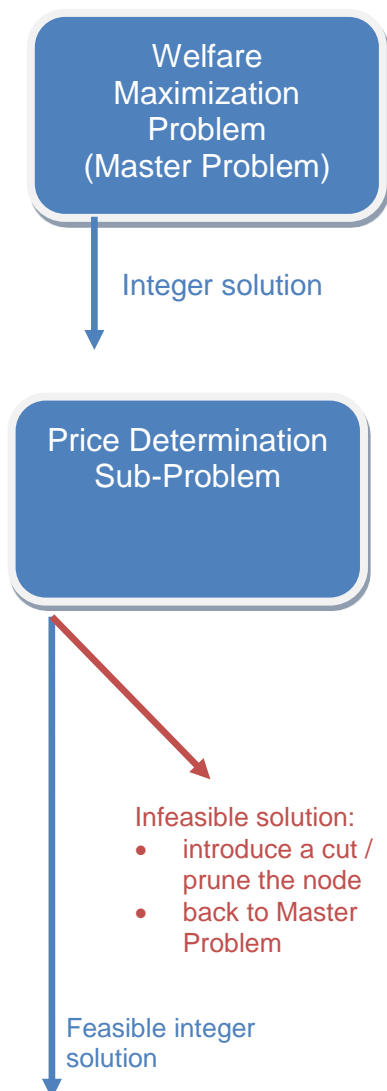 Welfare
Maximization
Problem
(Master Problem)
Integer solution
Price Determination
Sub-Problem
Infeasible solution:
• introduce a cut /
prune the node
• back to Master
Problem
Feasible integer
solution